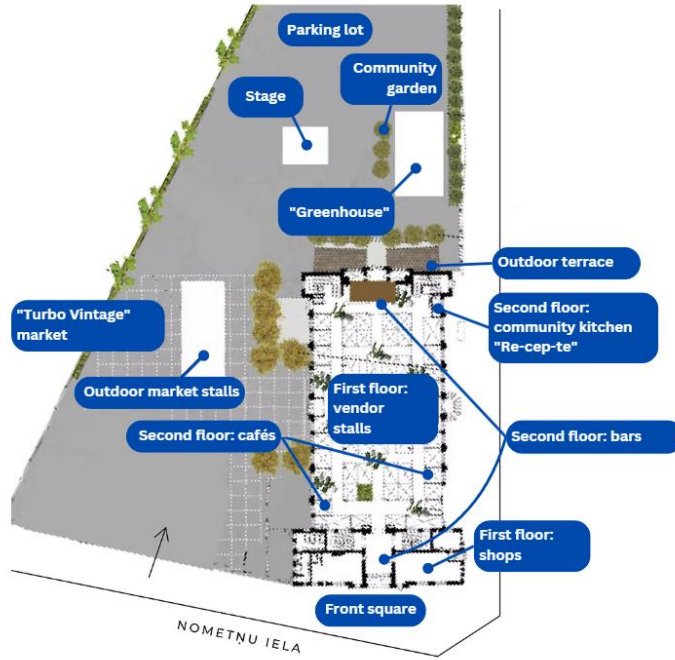 Parking lot
Community
garden
Stage
"Greenhouse"
Outdoor terrace
Second floor:
community kitchen
"Re-cep-te"
"Turbo Vintage"
market
Outdoor market stalls
First floor:
vendor
stalls
Second floor: cafés
Second floor: bars
First floor:
shops
Front square
NOMETŅU IELA